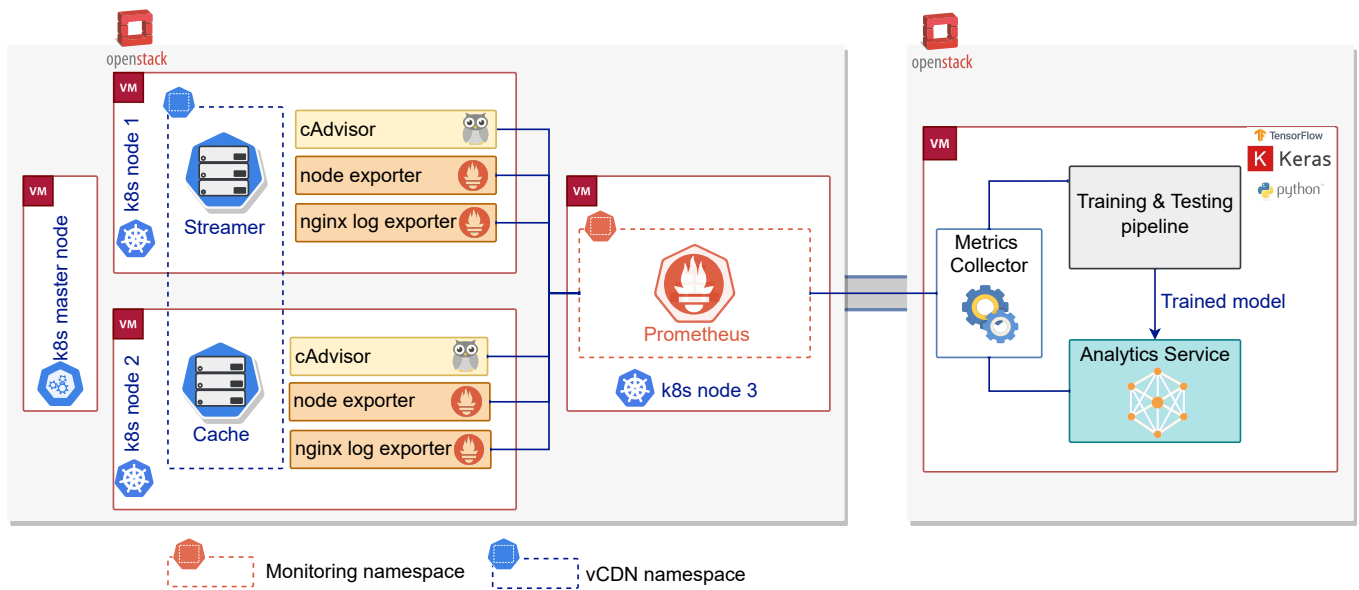 openstack
openstack
VM
k8s node 1
Streamer
cAdvisor
node exporter
nginx log exporter
VM
k8s master node
VM
k8s node 2
Cache
cAdvisor
node exporter
nginx log exporter
VM
Prometheus
k8s node 3
VM
TensorFlow
K Keras
python
Metrics
Collector
Training & Testing
pipeline
Trained model
Analytics Service
Monitoring namespace
vCDN namespace